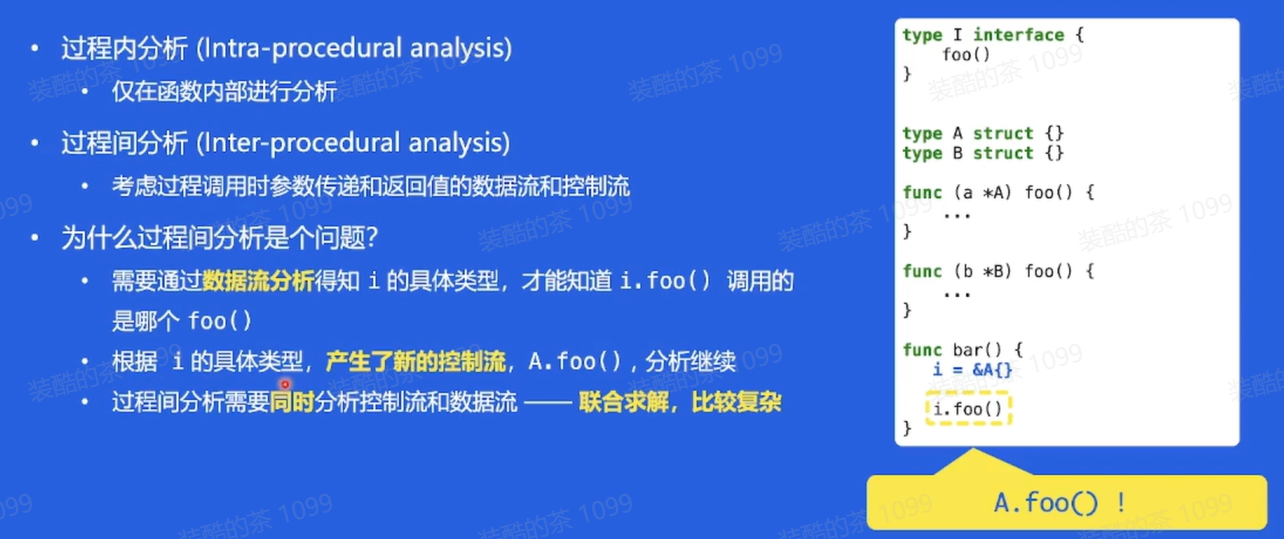 • 过程内分析 (Intra-procedural analysis)
• 仅在函数内部进行分析
• 过程间分析 (Inter-procedural analysis)
• 考虑过程调用时参数传递和返回值的数据流和控制流
• 为什么过程间分析是个问题?
• 需要通过数据流分析得知 i 的具体类型，才能知道 i.foo() 调用的
是哪个 foo()
• 根据 i 的具体类型，产生了新的控制流，A.foo() , 分析继续
• 过程间分析需要同时分析控制流和数据流 —— 联合求解，比较复杂
type I interface {
    foo()
}
type A struct {}
type B struct {}
func (a *A) foo() {
    ...
}
func (b *B) foo() {
    ...
}
func bar() {
    i = &A{}
    i.foo()
}
A.foo() !
装酷的茶 1099